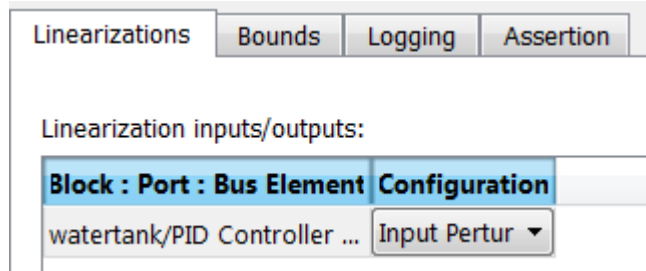 Linearizations Bounds Logging Assertion
Linearization inputs/outputs:
Block : Port : Bus Element Configuration
watertank/PID Controller ... Input Pertur